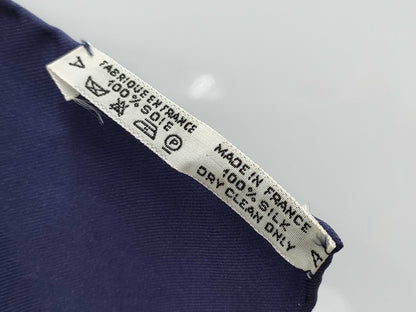 A
FABRIQUE EN FRANCE
100% SOIE
P
MADE IN FRANCE
100% SILK
DRY CLEAN ONLY
A